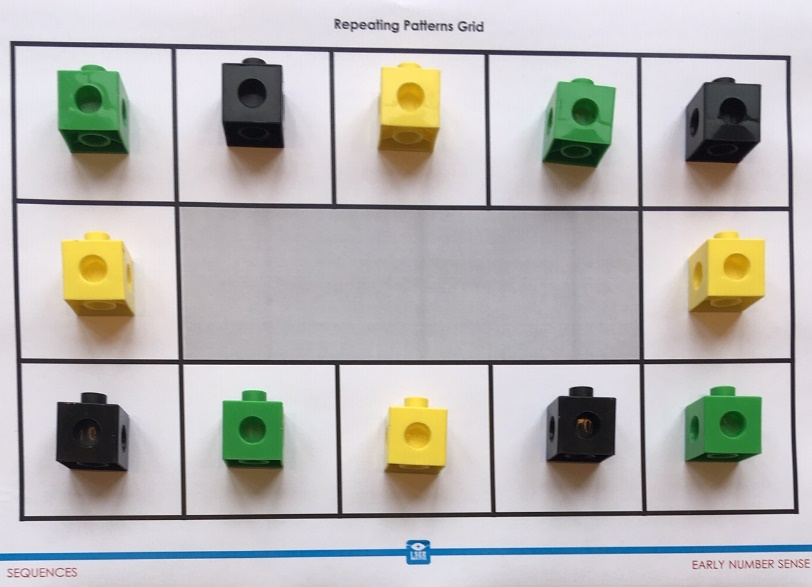 Repeating Patterns Grid
SEQUENCES
EARLY NUMBER SENSE